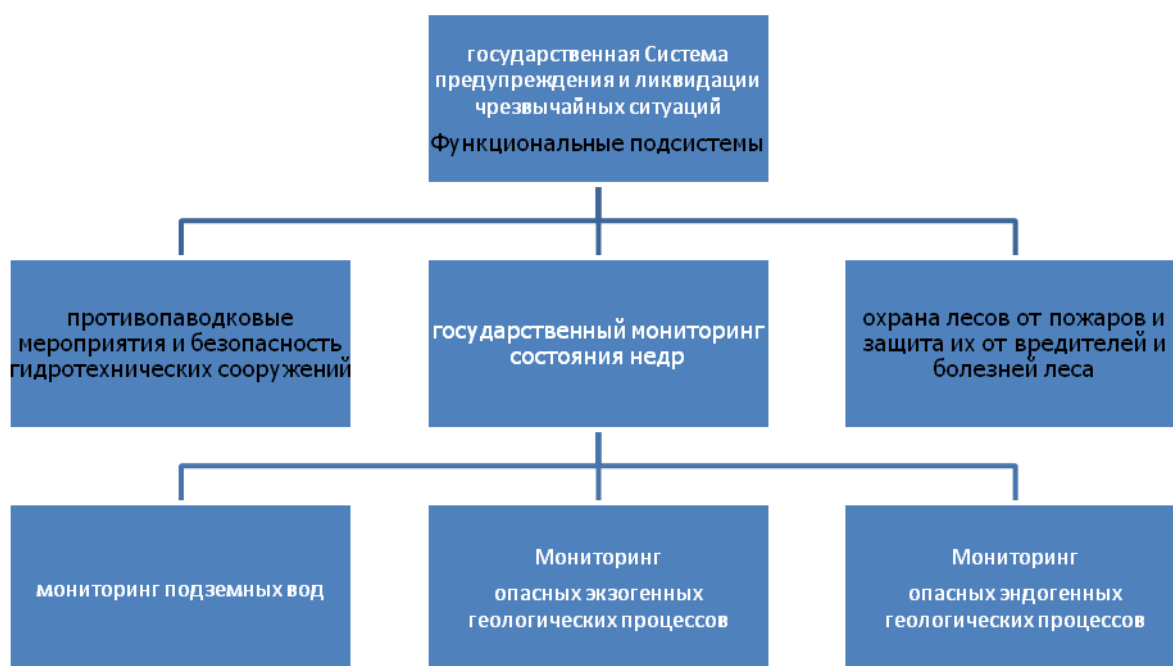 государственная Система
предупреждения и ликвидации
чрезвычайных ситуаций
Функциональные подсистемы
противопаводковые
мероприятия и безопасность
гидротехнических сооружений
государственный мониторинг
состояния недр
охрана лесов от пожаров и
защита их от вредителей и
болезней леса
мониторинг подземных вод
Мониторинг
опасных экзогенных
геологических процессов
Мониторинг
опасных эндогенных
геологических процессов